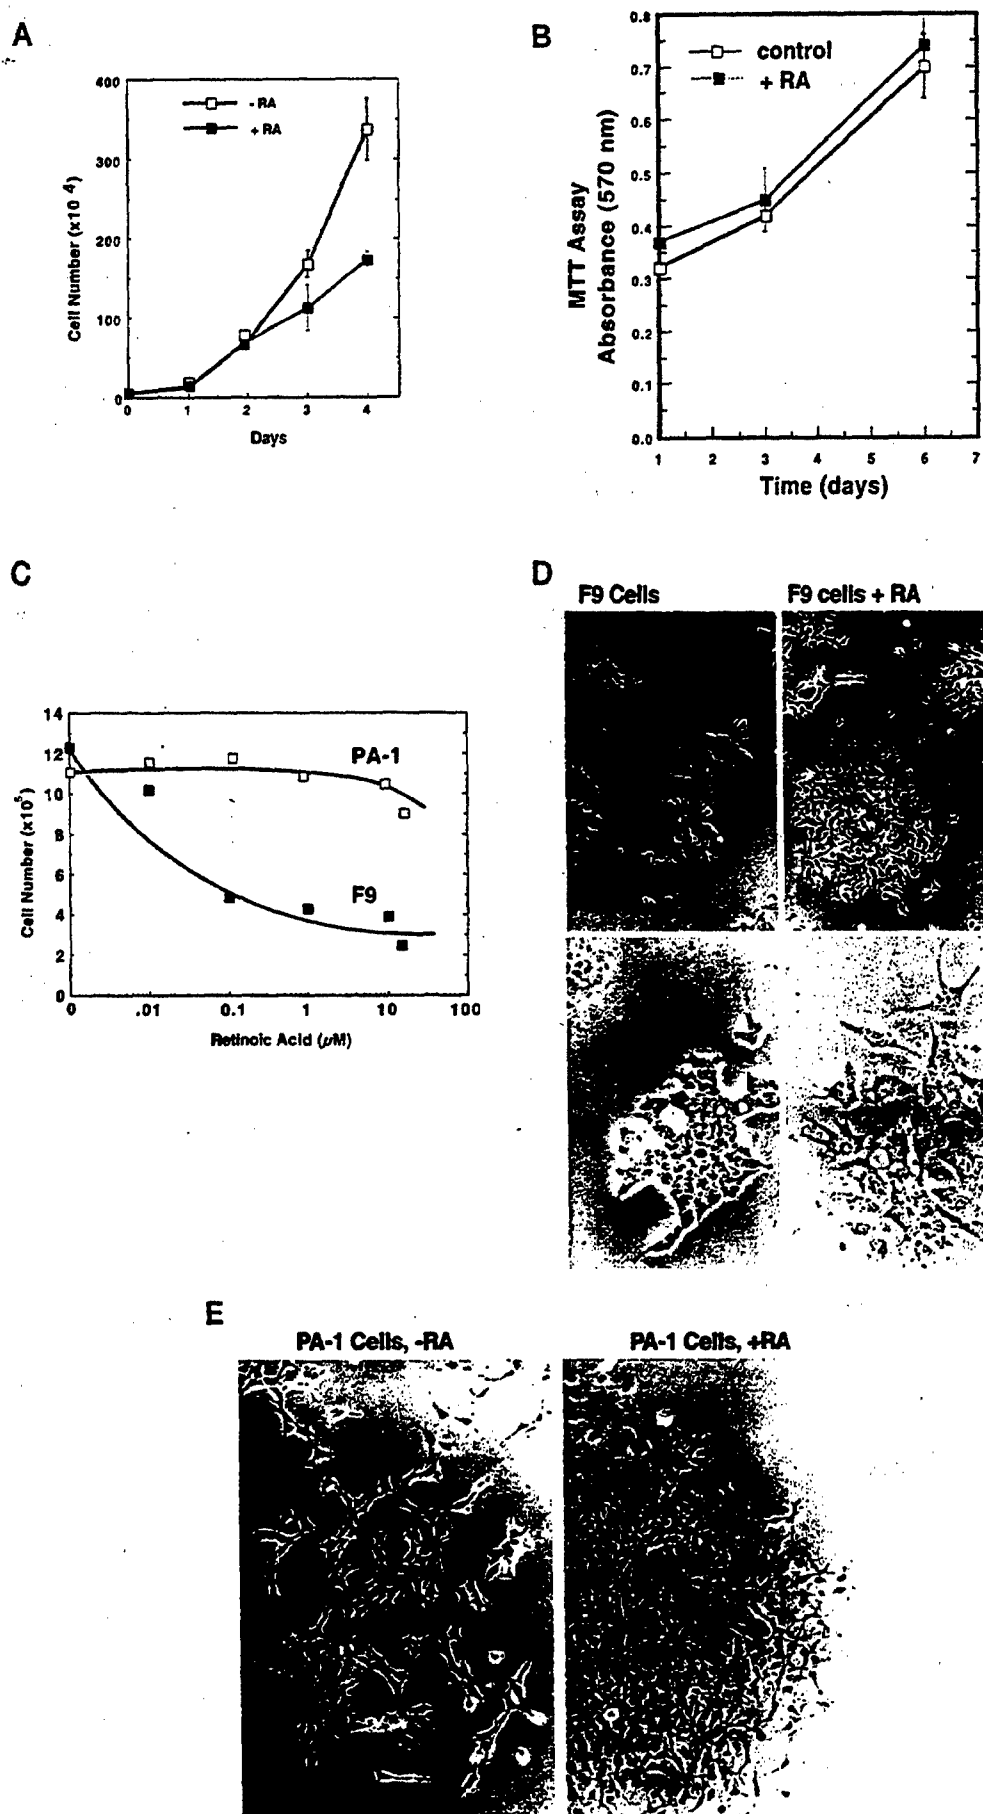 A
400
300
200
100
0
Cell Number (x10 4)
- RA
+ RA
0 1 2 3 4
Days
B
0.8
0.7
0.6
0.5
0.4
0.3
0.2
0.1
0.0
MTT Assay
Absorbance (570 nm)
control
+ RA
1 2 3 4 5 6 7
Time (days)
C
14
12
10
8
6
4
2
0
Cell Number (x10 5)
PA-1
F9
0 .01 0.1 1 10 100
Retinoic Acid (μM)
D
F9 Cells
F9 cells + RA
E
PA-1 Cells, -RA
PA-1 Cells, +RA